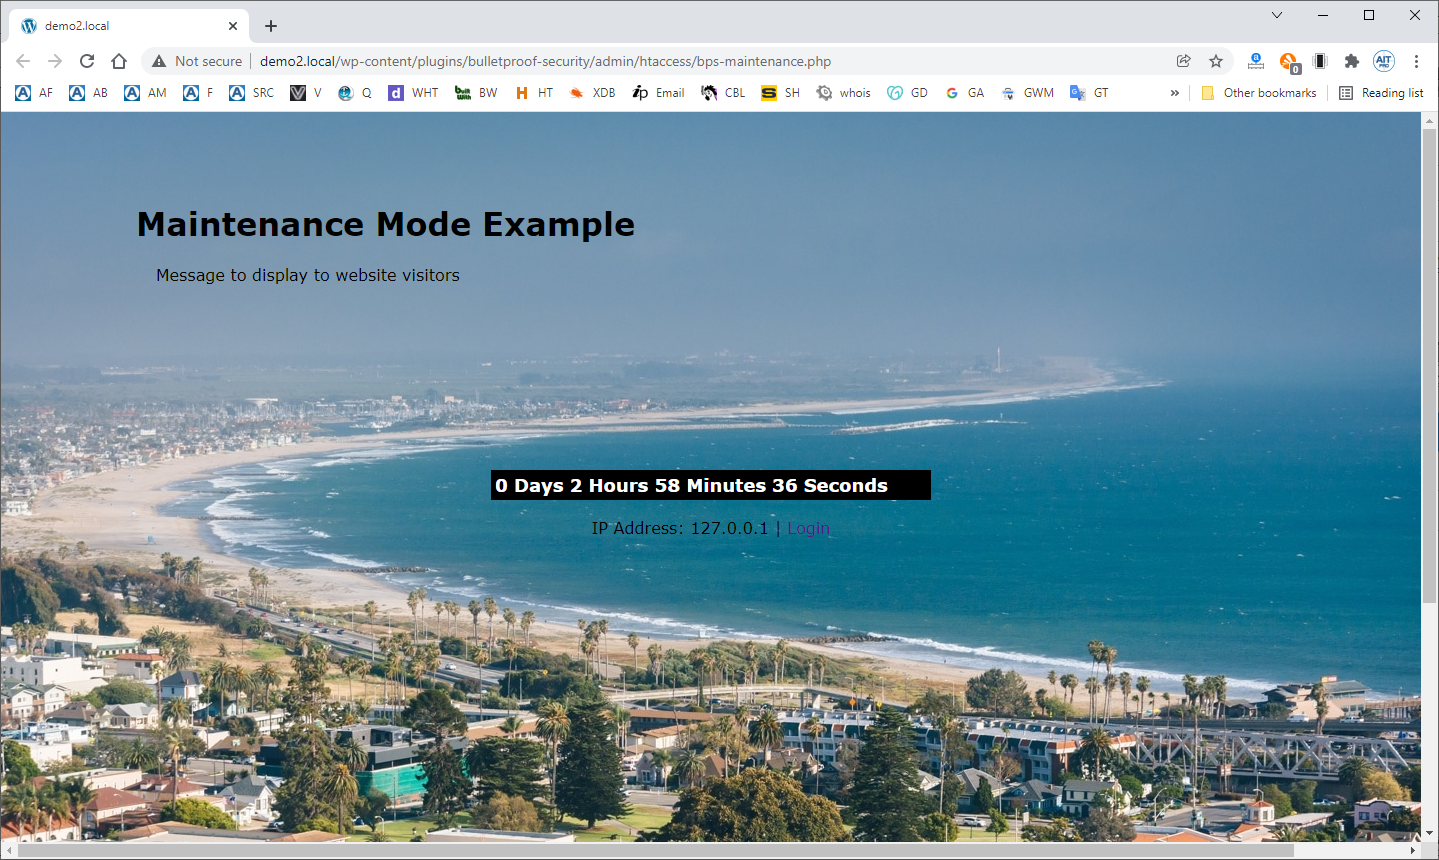 demo2.local
Not secure demo2.local/wp-content/plugins/bulletproof-security/admin/htaccess/bps-maintenance.php
0
AIT PRO
AF AB AM F SRC V Q WHT BW HT XDB Email CBL SH whois GD GA GWM GT » Other bookmarks Reading list
Maintenance Mode Example
Message to display to website visitors
0 Days 2 Hours 58 Minutes 36 Seconds
IP Address: 127.0.0.1 | Login